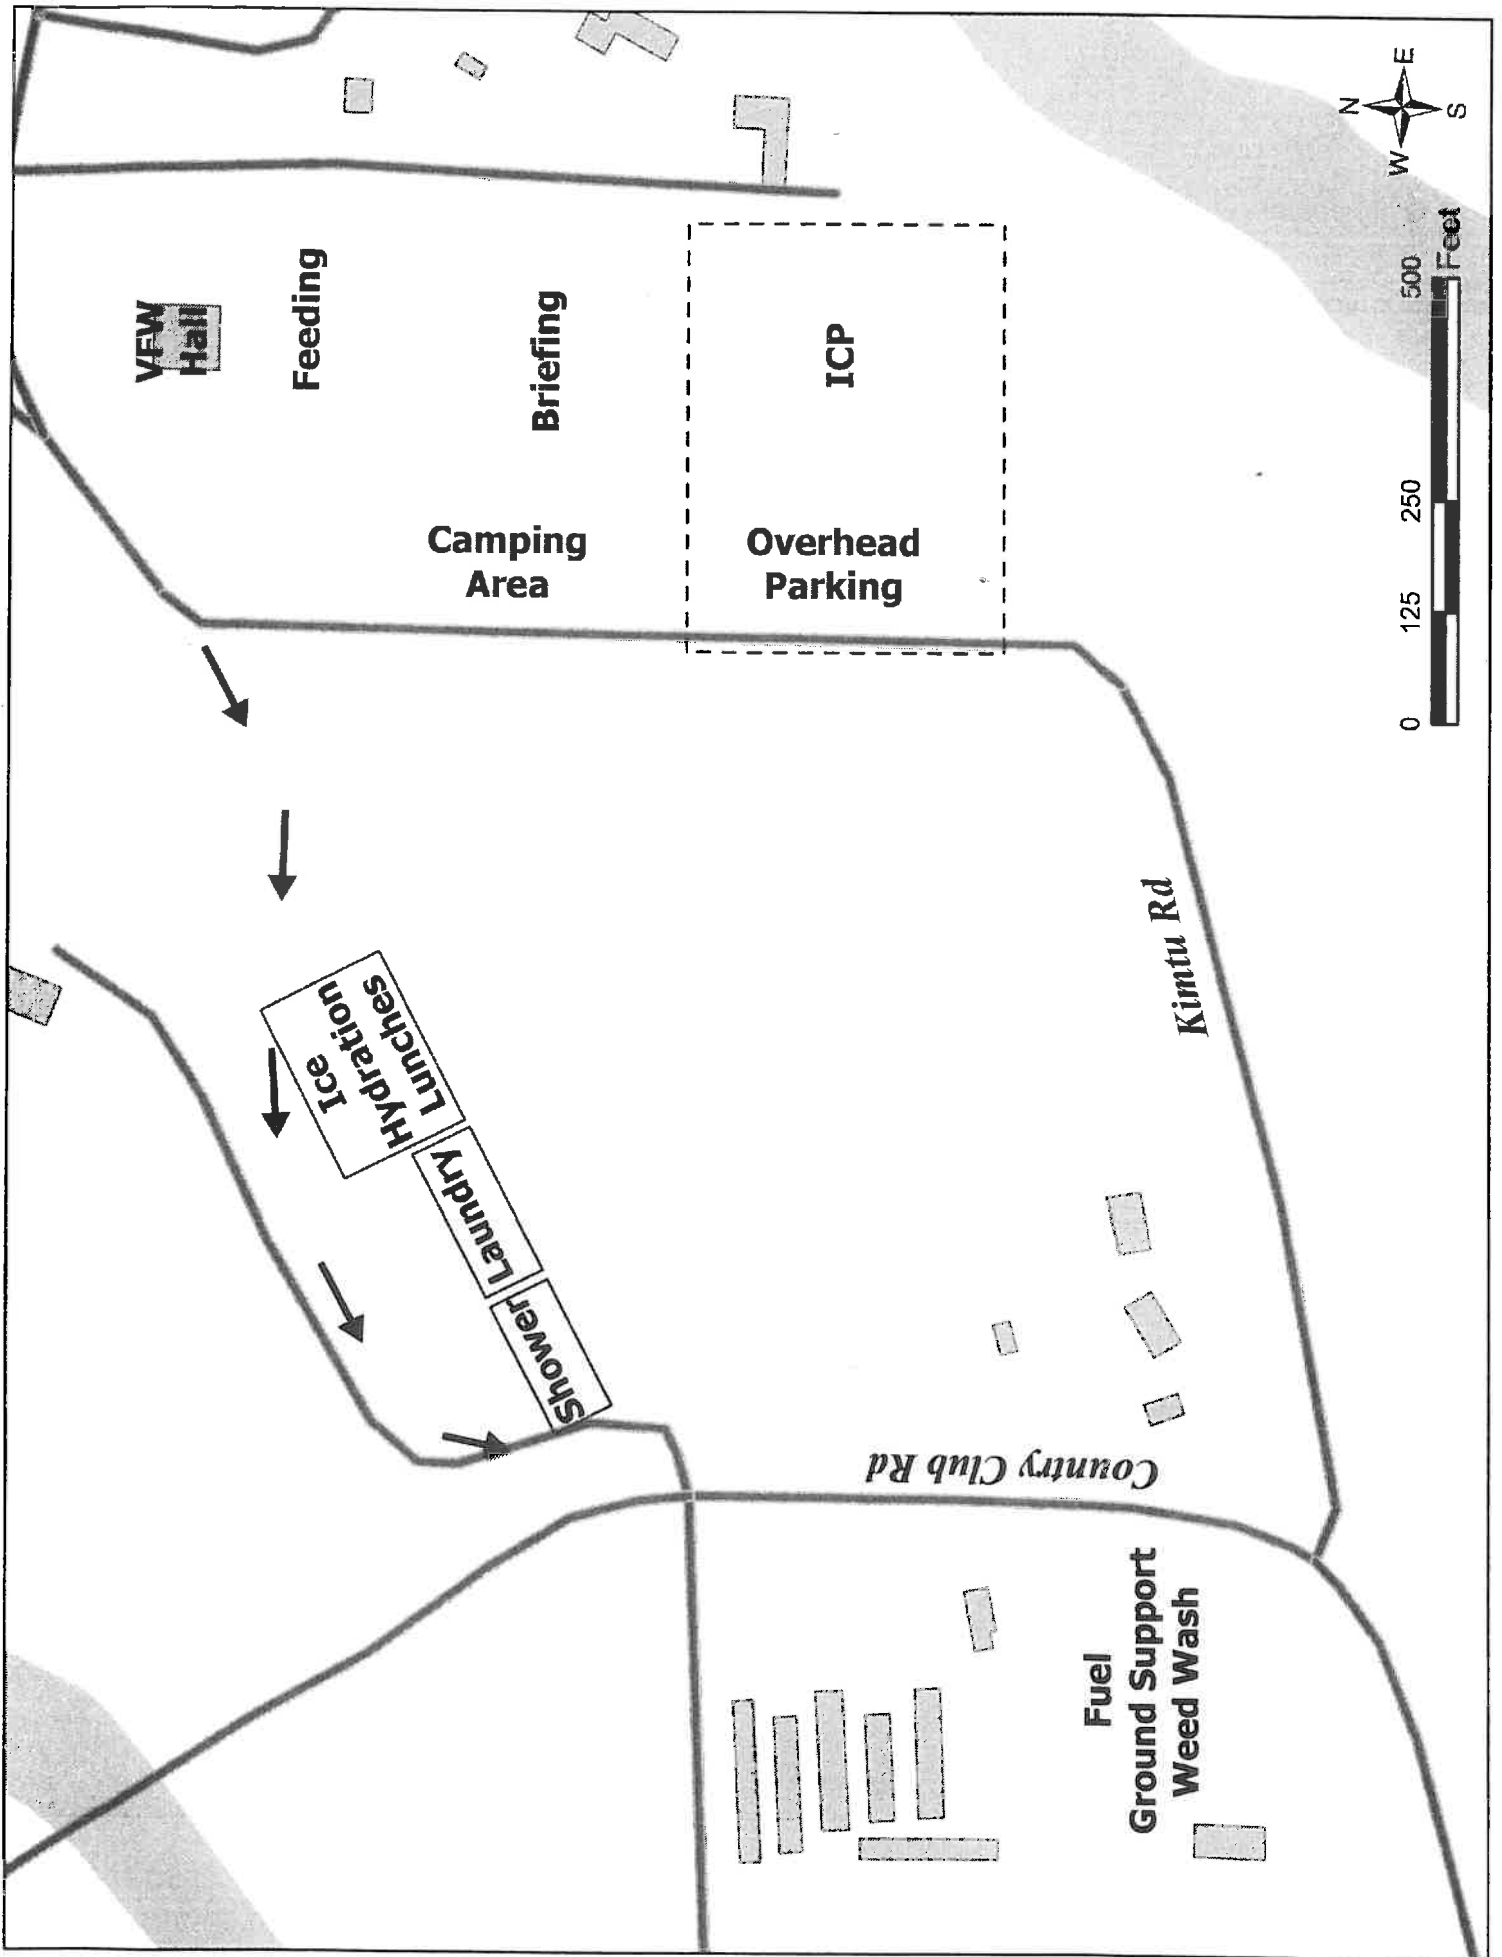 VFW
Hall
Feeding
Briefing
ICP
Camping
Area
Overhead
Parking
Ice
Hydration
Lunches
Laundry
Shower
Kimtu Rd
Country Club Rd
Fuel
Ground Support
Weed Wash
N
E
S
W
0 125 250 500
Feet